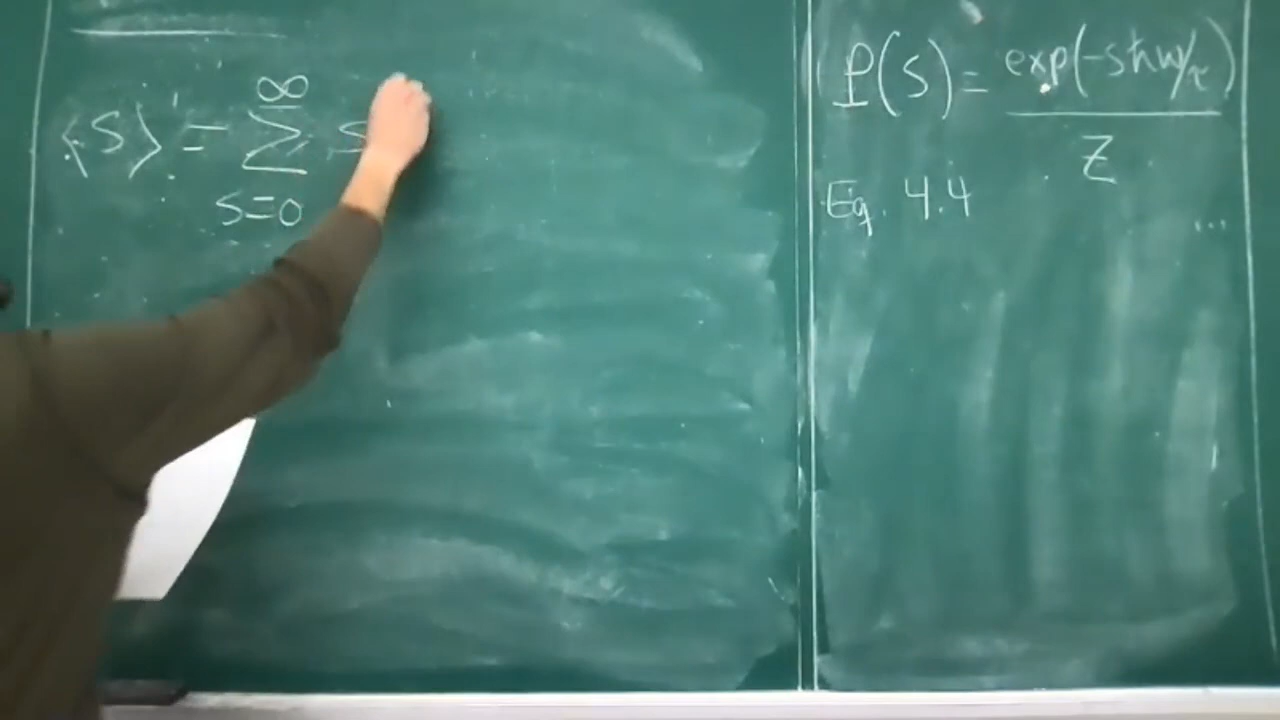 ⟨s⟩ = ∑_{s=0}^{∞} s
P(s) = exp(-sħω/τ) / Z
Eq. 4.4
...